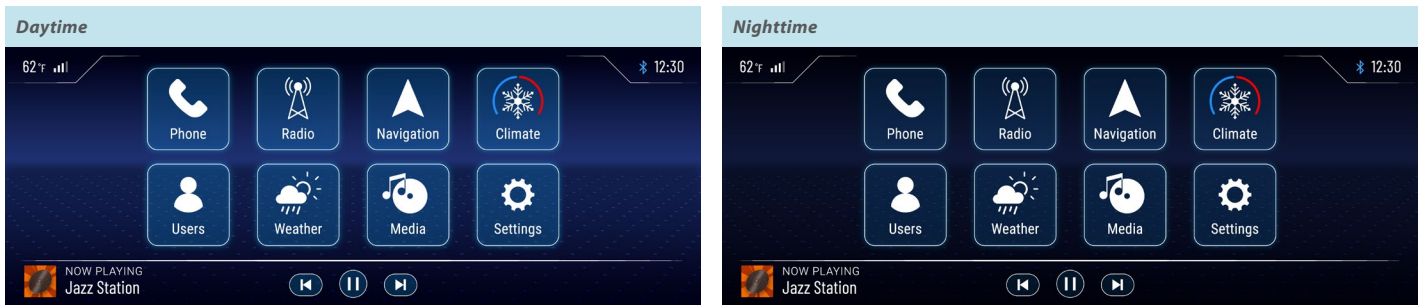 Daytime
62°F
12:30
Phone Radio Navigation Climate
Users Weather Media Settings
NOW PLAYING
Jazz Station
Nighttime
62°F
12:30
Phone Radio Navigation Climate
Users Weather Media Settings
NOW PLAYING
Jazz Station